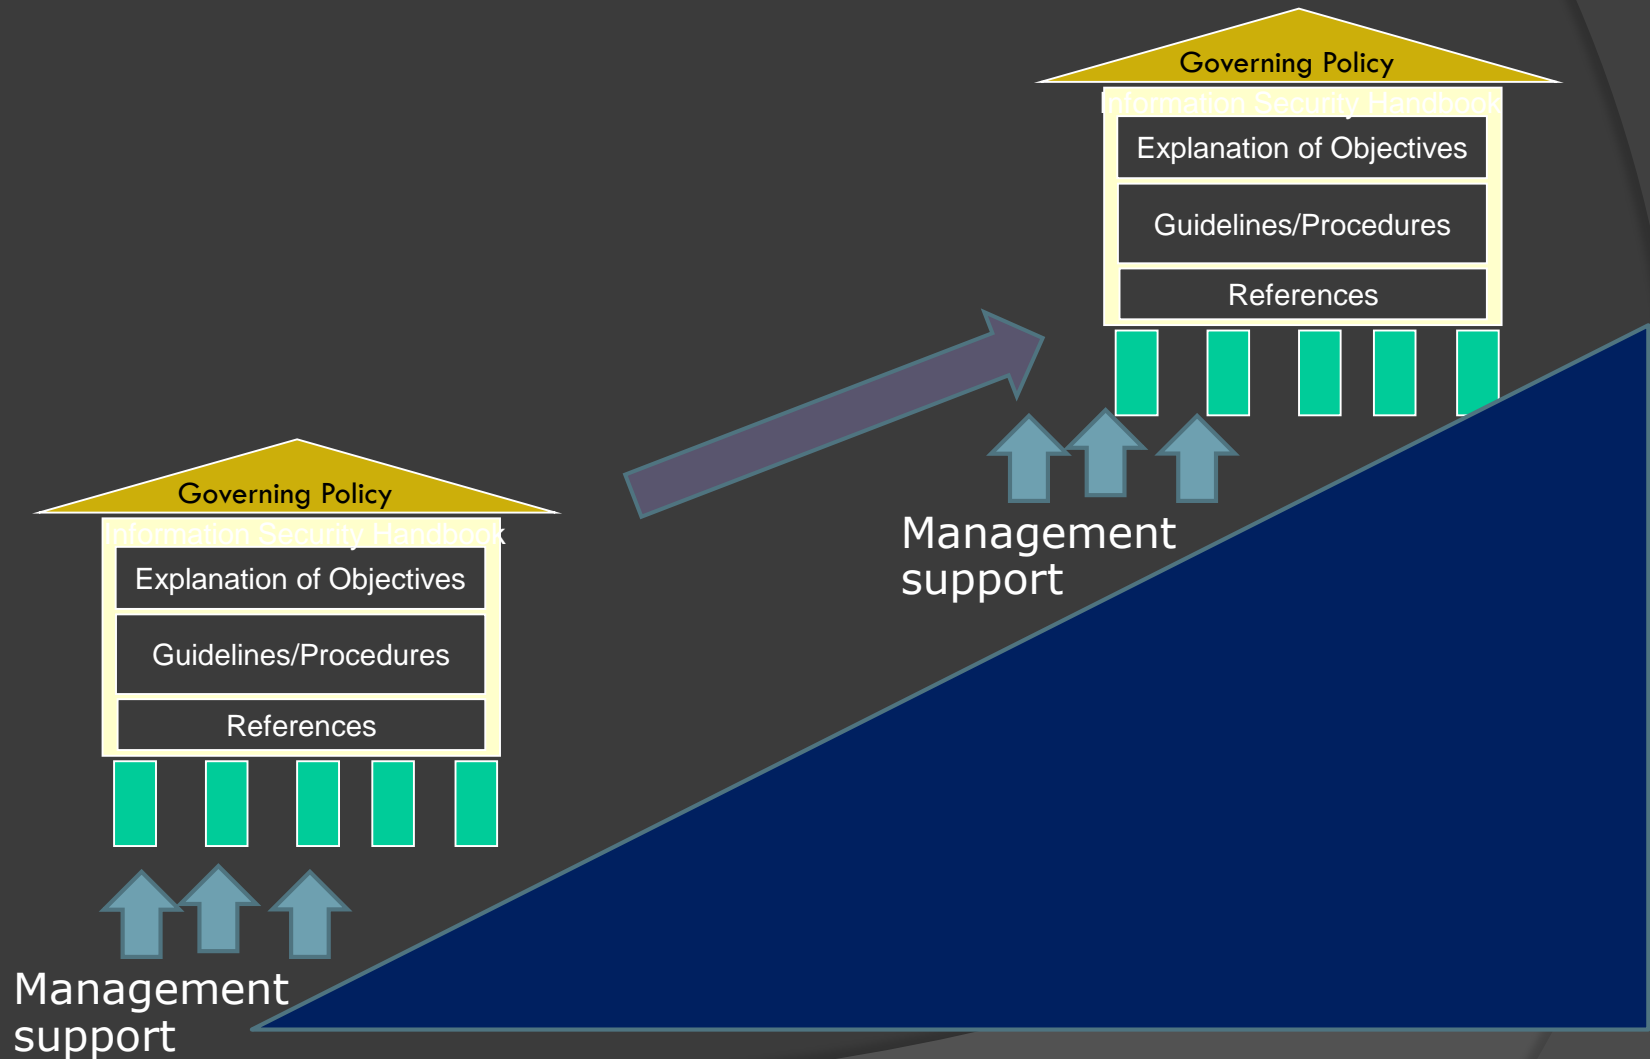 Governing Policy
Information Security Handbook
Explanation of Objectives
Guidelines/Procedures
References
Management
support
Governing Policy
Information Security Handbook
Explanation of Objectives
Guidelines/Procedures
References
Management
support